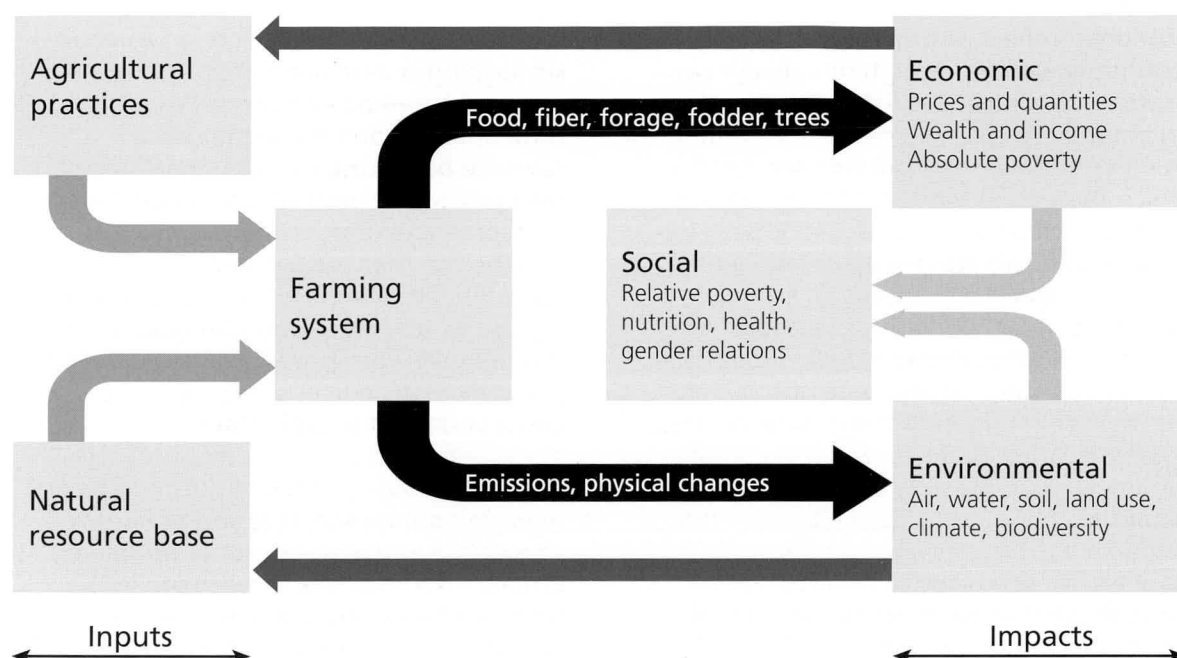 Agricultural
practices
Food, fiber, forage, fodder, trees
Economic
Prices and quantities
Wealth and income
Absolute poverty
Farming
system
Social
Relative poverty,
nutrition, health,
gender relations
Natural
resource base
Emissions, physical changes
Environmental
Air, water, soil, land use,
climate, biodiversity
Inputs
Impacts